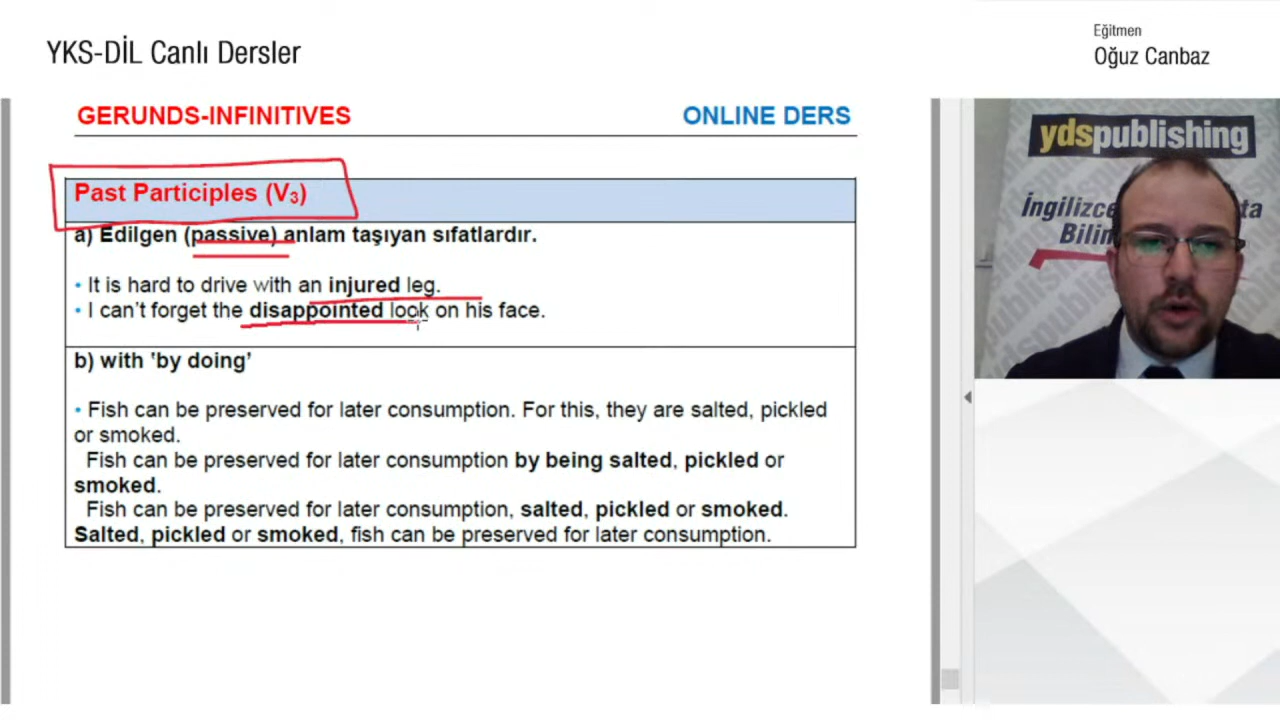 YKS-DİL Canlı Dersler
Eğitmen
Oğuz Canbaz
GERUNDS-INFINITIVES
ONLINE DERS
Past Participles (V₃)
a) Edilgen (passive) anlam taşıyan sıfatlardır.
• It is hard to drive with an injured leg.
• I can't forget the disappointed look on his face.
b) with 'by doing'
• Fish can be preserved for later consumption. For this, they are salted, pickled
or smoked.
Fish can be preserved for later consumption by being salted, pickled or
smoked.
Fish can be preserved for later consumption, salted, pickled or smoked.
Salted, pickled or smoked, fish can be preserved for later consumption.
ydspublishing